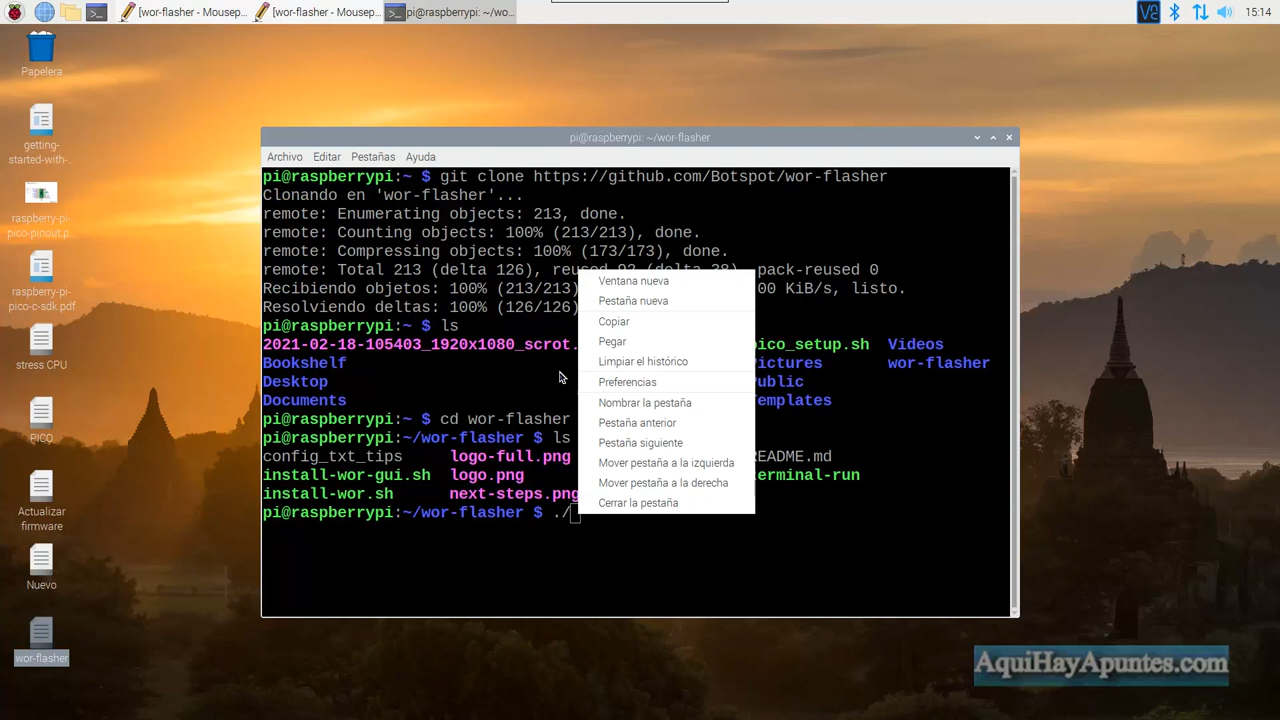 [wor-flasher - Mousep...
[wor-flasher - Mousep...
pi@raspberrypi: ~/wo...
15:14
Papelera
getting-
started-with-...
raspberry-pi-
pico-pinout.p...
raspberry-pi-
pico-c-sdk.pdf
stress CPU
PICO
Actualizar
firmware
Nuevo
wor-flasher
pi@raspberrypi: ~/wor-flasher
Archivo Editar Pestañas Ayuda
pi@raspberrypi:~ $ git clone https://github.com/Botspot/wor-flasher
Clonando en 'wor-flasher'...
remote: Enumerating objects: 213, done.
remote: Counting objects: 100% (213/213), done.
remote: Compressing objects: 100% (173/173), done.
remote: Total 213 (delta 126), reused 92 (delta 38), pack-reused 0
Recibiendo objetos: 100% (213/213) 00 KiB/s, listo.
Resolviendo deltas: 100% (126/126)
pi@raspberrypi:~ $ ls
2021-02-18-105403_1920x1080_scrot. pico_setup.sh Videos
Bookshelf Pictures wor-flasher
Desktop Public
Documents Templates
pi@raspberrypi:~ $ cd wor-flasher
pi@raspberrypi:~/wor-flasher $ ls
config_txt_tips logo-full.png README.md
install-wor-gui.sh logo.png terminal-run
install-wor.sh next-steps.png
pi@raspberrypi:~/wor-flasher $ ./
Ventana nueva
Pestaña nueva
Copiar
Pegar
Limpiar el histórico
Preferencias
Nombrar la pestaña
Pestaña anterior
Pestaña siguiente
Mover pestaña a la izquierda
Mover pestaña a la derecha
Cerrar la pestaña
AquiHayApuntes.com